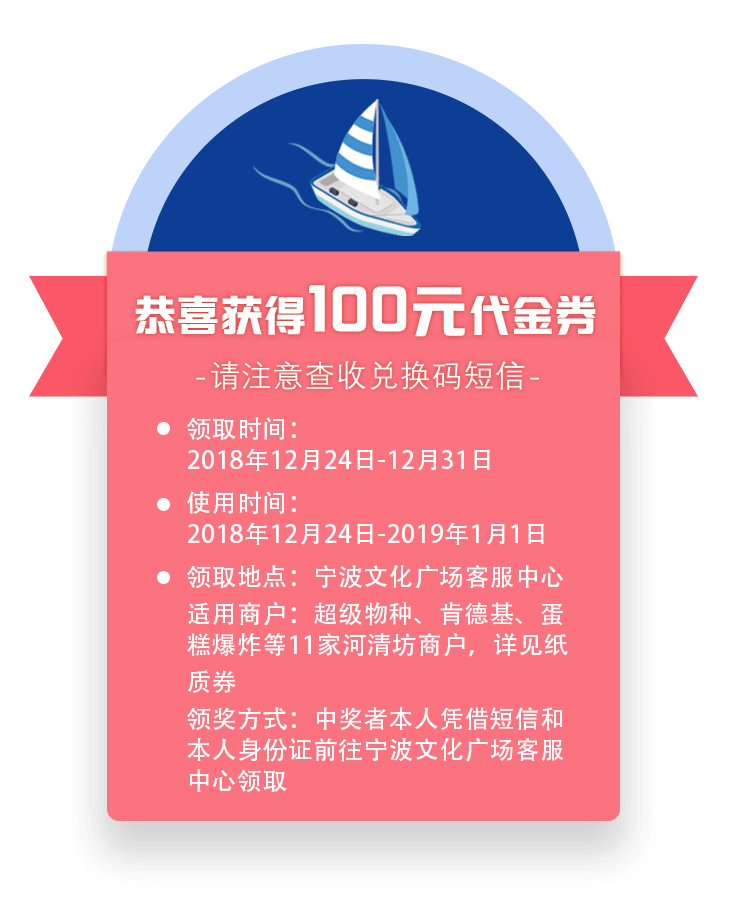 恭喜获得100元代金券
-请注意查收兑换码短信-
领取时间：
2018年12月24日-12月31日
使用时间：
2018年12月24日-2019年1月1日
领取地点：宁波文化广场客服中心
适用商户：超级物种、肯德基、蛋
糕爆炸等11家河清坊商户，详见纸
质券
领奖方式：中奖者本人凭借短信和
本人身份证前往宁波文化广场客服
中心领取